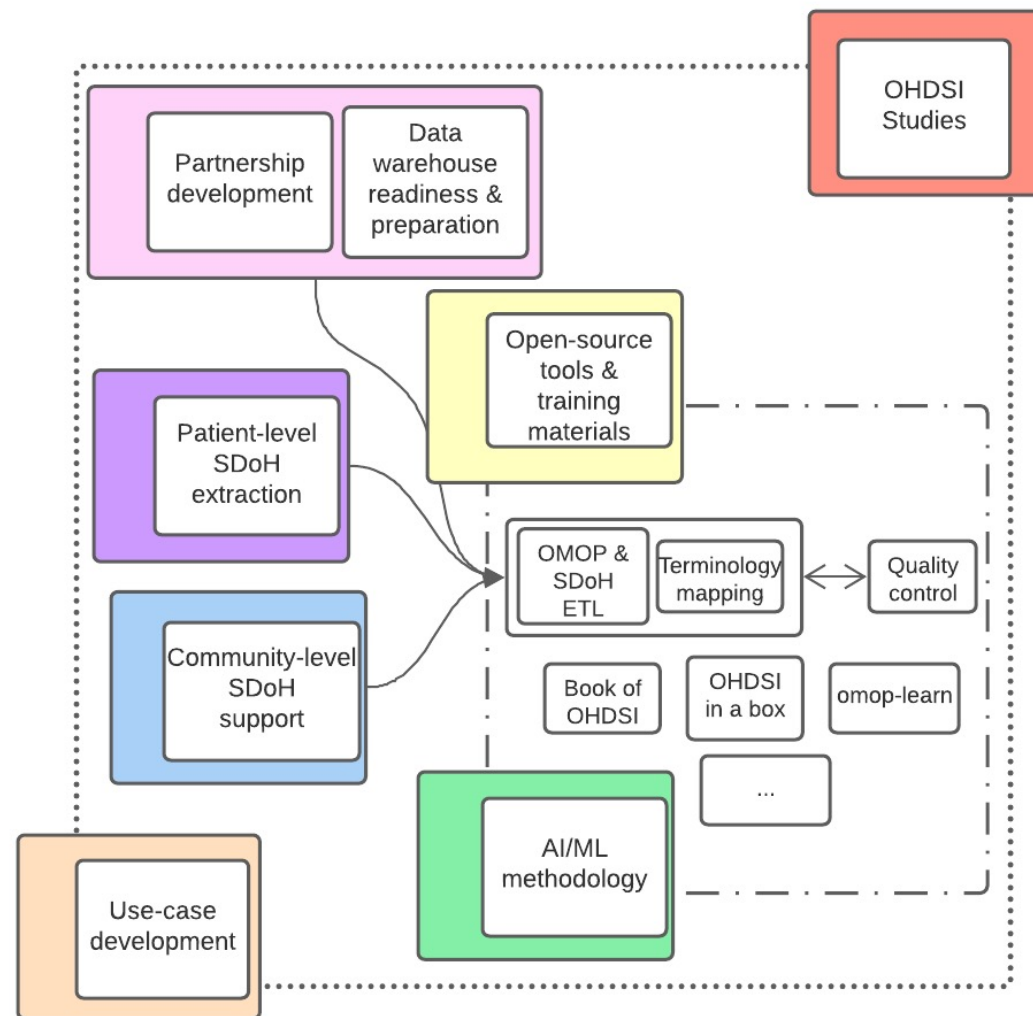 OHDSI
Studies
Partnership
development
Data
warehouse
readiness &
preparation
Open-source
tools &
training
materials
Patient-level
SDoH
extraction
OMOP &
SDoH
ETL
Terminology
mapping
Quality
control
Community-level
SDoH
support
Book of
OHDSI
OHDSI
in a box
omop-learn
...
AI/ML
methodology
Use-case
development